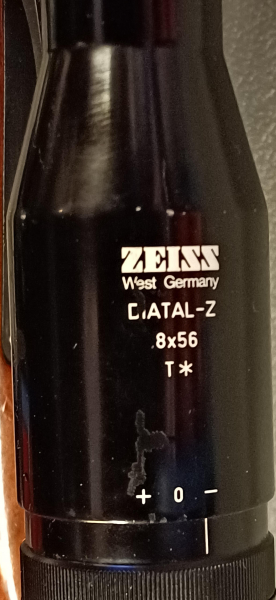 ZEISS
West Germany
DIATAL-Z
8x56
T*
+ 0 -